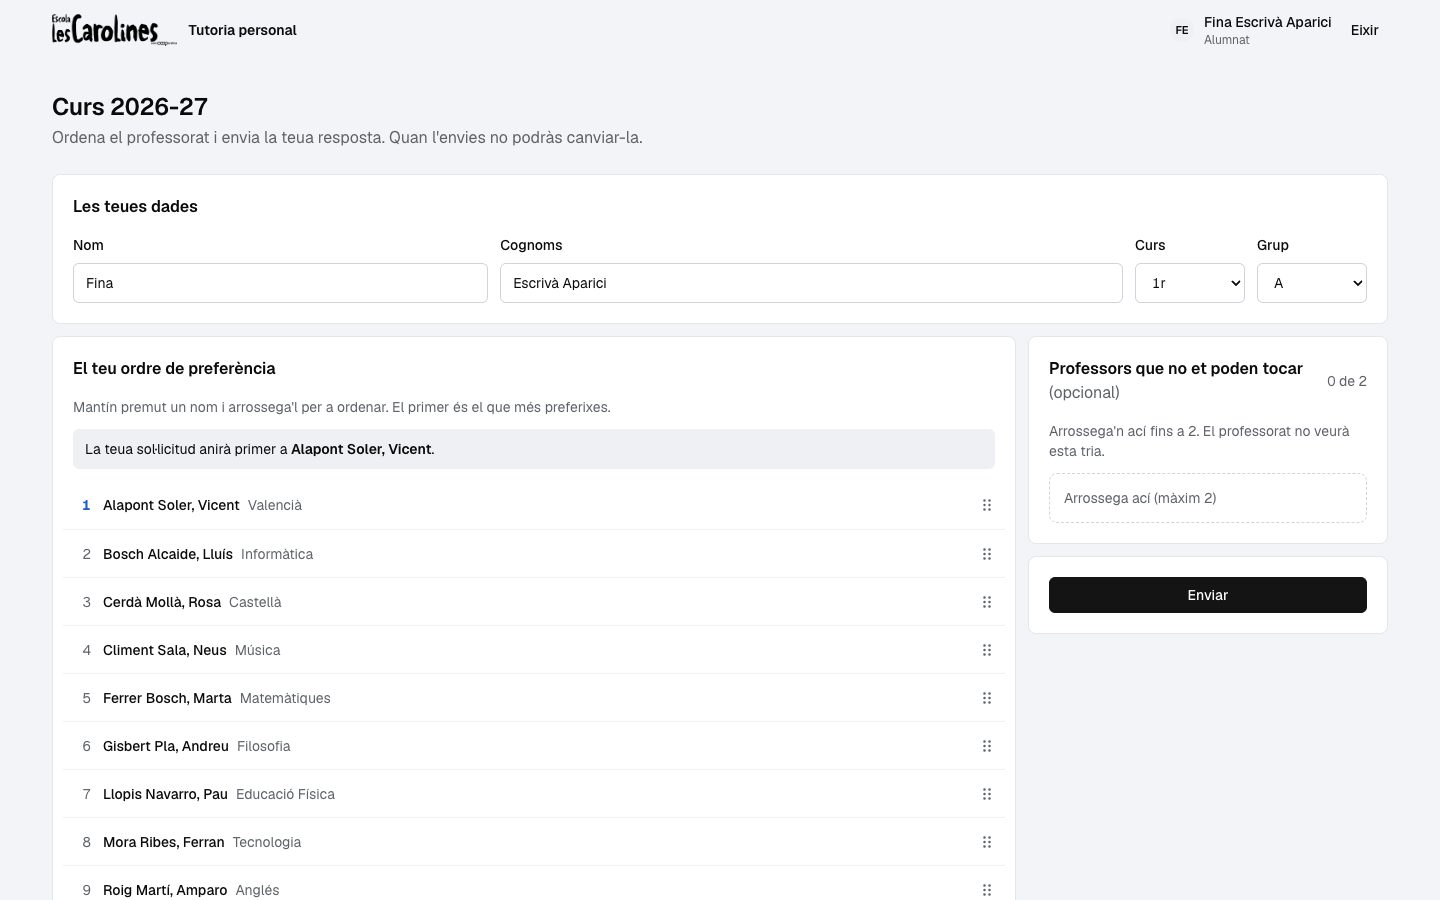 Escola
les Carolines
Tutoria personal
FE
Fina Escrivà Aparici
Alumnat
Eixir
Curs 2026-27
Ordena el professorat i envia la teua resposta. Quan l'envies no podràs canviar-la.
Les teues dades
Nom
Cognoms
Curs
Grup
Fina
Escrivà Aparici
1r
A
El teu ordre de preferència
Mantín premut un nom i arrossega'l per a ordenar. El primer és el que més preferixes.
La teua sol·licitud anirà primer a Alapont Soler, Vicent.
1 Alapont Soler, Vicent Valencià
2 Bosch Alcaide, Lluís Informàtica
3 Cerdà Mollà, Rosa Castellà
4 Climent Sala, Neus Música
5 Ferrer Bosch, Marta Matemàtiques
6 Gisbert Pla, Andreu Filosofia
7 Llopis Navarro, Pau Educació Física
8 Mora Ribes, Ferran Tecnologia
9 Roig Martí, Amparo Anglés
Professors que no et poden tocar
(opcional)
0 de 2
Arrossega'n ací fins a 2. El professorat no veurà
esta tria.
Arrossega ací (màxim 2)
Enviar